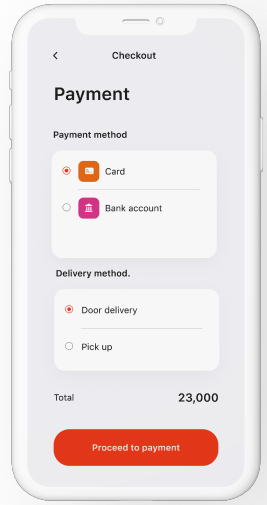 Checkout
Payment
Payment method
Card
Bank account
Delivery method.
Door delivery
Pick up
Total 23,000
Proceed to payment